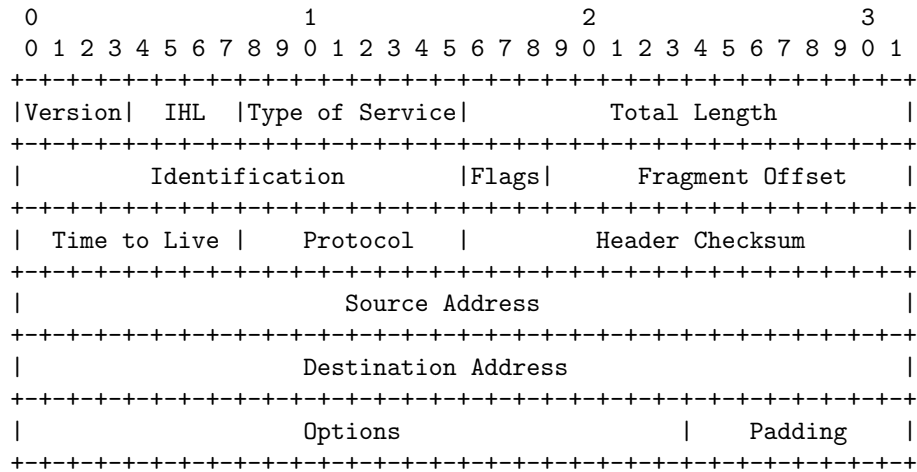 0                   1                   2                   3
0 1 2 3 4 5 6 7 8 9 0 1 2 3 4 5 6 7 8 9 0 1 2 3 4 5 6 7 8 9 0 1
+-+-+-+-+-+-+-+-+-+-+-+-+-+-+-+-+-+-+-+-+-+-+-+-+-+-+-+-+-+-+-+-+
|Version|  IHL  |Type of Service|          Total Length         |
+-+-+-+-+-+-+-+-+-+-+-+-+-+-+-+-+-+-+-+-+-+-+-+-+-+-+-+-+-+-+-+-+
|         Identification        |Flags|      Fragment Offset    |
+-+-+-+-+-+-+-+-+-+-+-+-+-+-+-+-+-+-+-+-+-+-+-+-+-+-+-+-+-+-+-+-+
|  Time to Live |    Protocol   |         Header Checksum       |
+-+-+-+-+-+-+-+-+-+-+-+-+-+-+-+-+-+-+-+-+-+-+-+-+-+-+-+-+-+-+-+-+
|                       Source Address                          |
+-+-+-+-+-+-+-+-+-+-+-+-+-+-+-+-+-+-+-+-+-+-+-+-+-+-+-+-+-+-+-+-+
|                    Destination Address                        |
+-+-+-+-+-+-+-+-+-+-+-+-+-+-+-+-+-+-+-+-+-+-+-+-+-+-+-+-+-+-+-+-+
|                    Options                    |    Padding    |
+-+-+-+-+-+-+-+-+-+-+-+-+-+-+-+-+-+-+-+-+-+-+-+-+-+-+-+-+-+-+-+-+